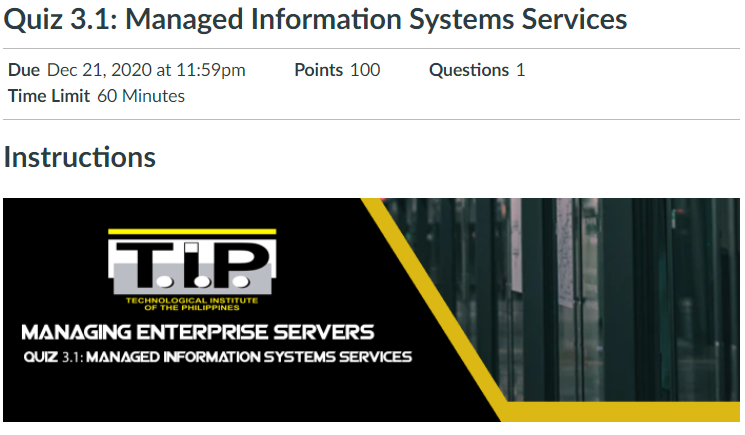 Quiz 3.1: Managed Information Systems Services
Due Dec 21, 2020 at 11:59pm Points 100 Questions 1
Time Limit 60 Minutes
Instructions
T.I.P.
TECHNOLOGICAL INSTITUTE
OF THE PHILIPPINES
MANAGING ENTERPRISE SERVERS
QUIZ 3.1: MANAGED INFORMATION SYSTEMS SERVICES